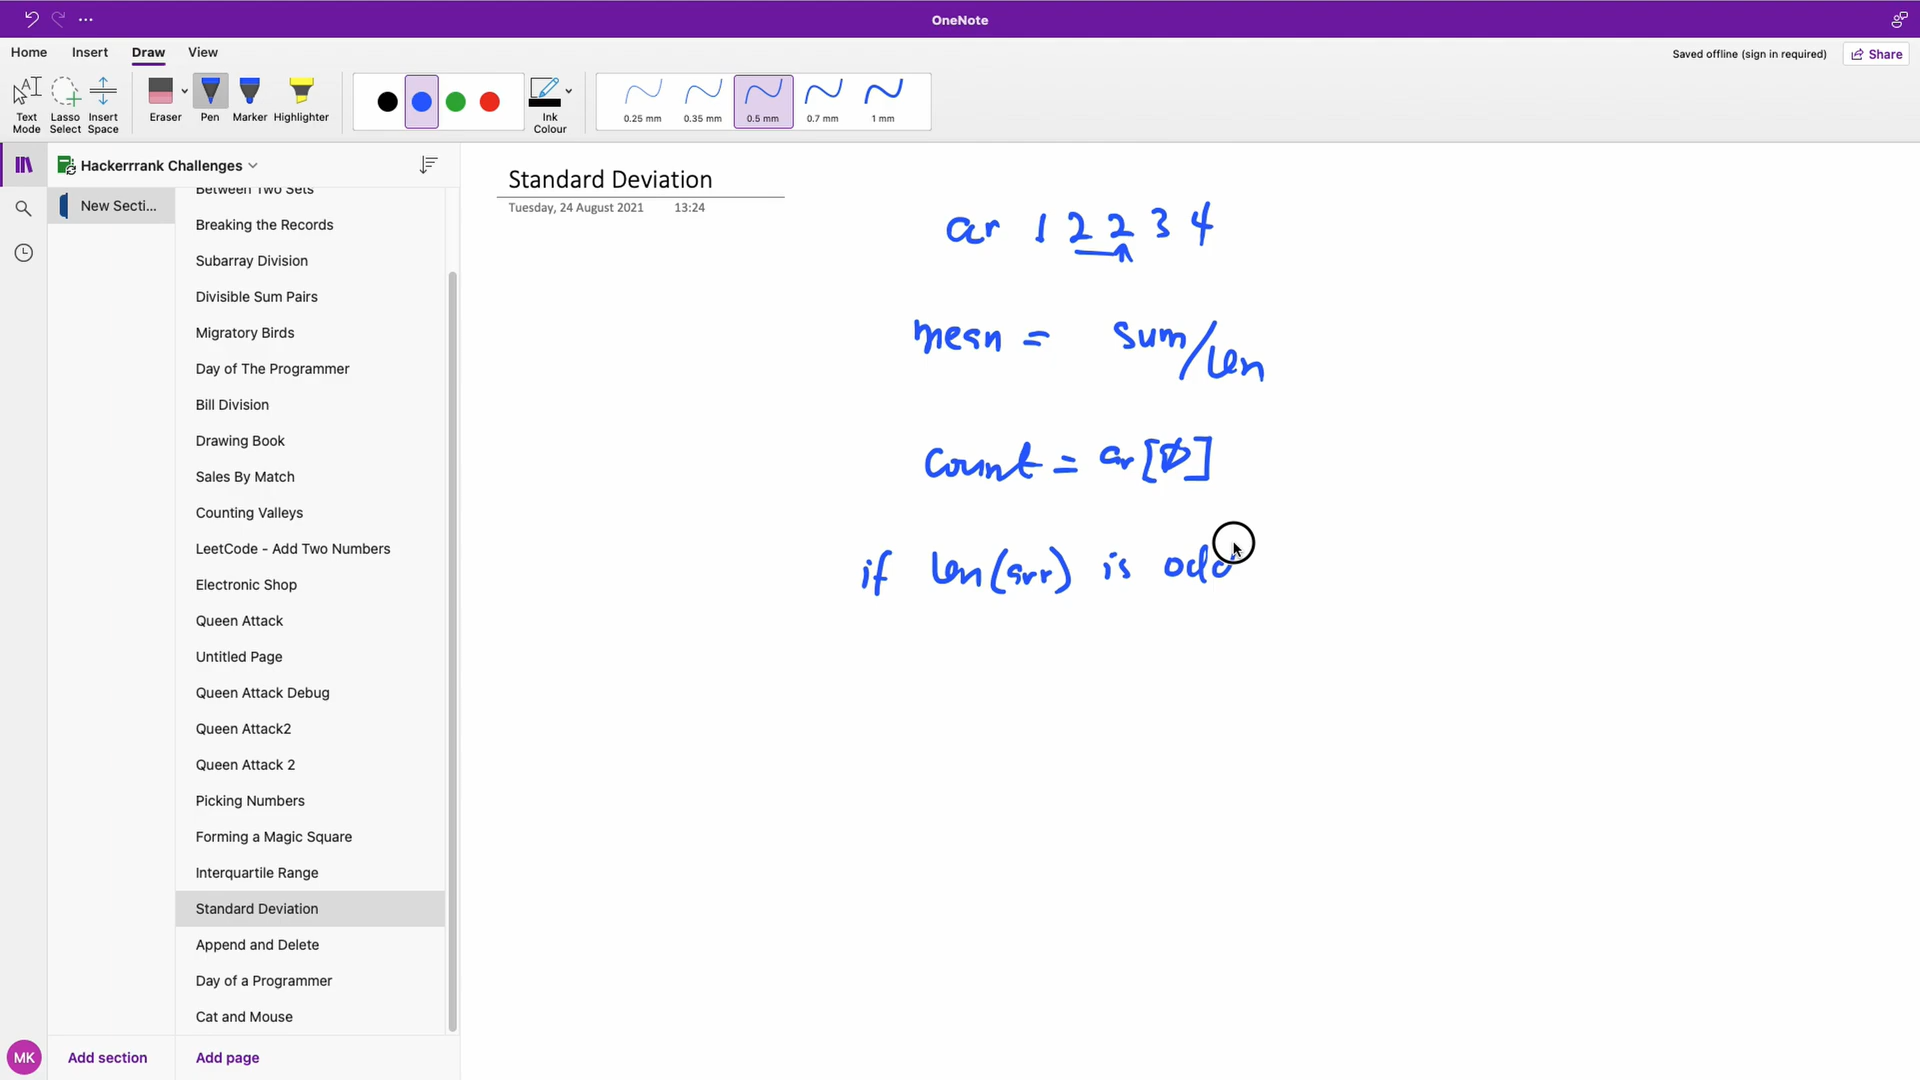 OneNote
Home Insert Draw View
Saved offline (sign in required) Share
Text Mode
Lasso Select
Insert Space
Eraser
Pen
Marker
Highlighter
Ink Colour
0.25 mm 0.35 mm 0.5 mm 0.7 mm 1 mm
Hackerrrank Challenges
New Secti...
Between Two Sets
Breaking the Records
Subarray Division
Divisible Sum Pairs
Migratory Birds
Day of The Programmer
Bill Division
Drawing Book
Sales By Match
Counting Valleys
LeetCode - Add Two Numbers
Electronic Shop
Queen Attack
Untitled Page
Queen Attack Debug
Queen Attack2
Queen Attack 2
Picking Numbers
Forming a Magic Square
Interquartile Range
Standard Deviation
Append and Delete
Day of a Programmer
Cat and Mouse
MK
Add section
Add page
Standard Deviation
Tuesday, 24 August 2021 13:24
ar 1 2 2 3 4
mean = sum/len
count = ar[0]
if len(arr) is odd